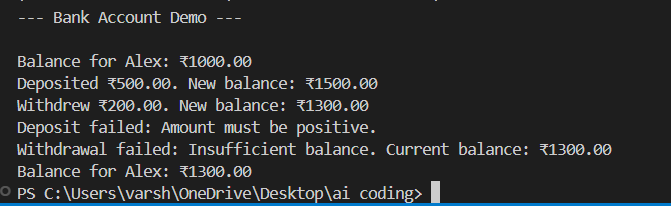 --- Bank Account Demo ---
Balance for Alex: ₹1000.00
Deposited ₹500.00. New balance: ₹1500.00
Withdrew ₹200.00. New balance: ₹1300.00
Deposit failed: Amount must be positive.
Withdrawal failed: Insufficient balance. Current balance: ₹1300.00
Balance for Alex: ₹1300.00
PS C:\Users\varsh\OneDrive\Desktop\ai coding>